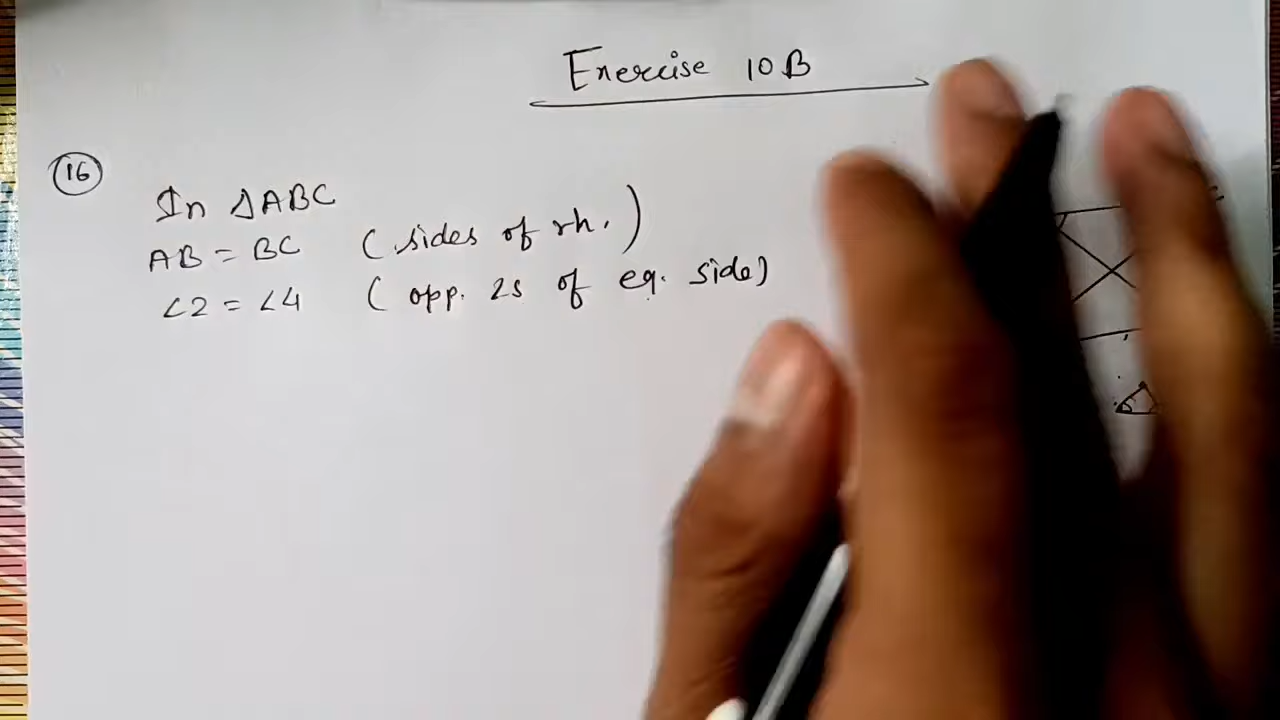 Exercise 10B
16
In ΔABC
AB = BC (sides of rh.)
∠2 = ∠4 (opp. ∠s of eq. side)